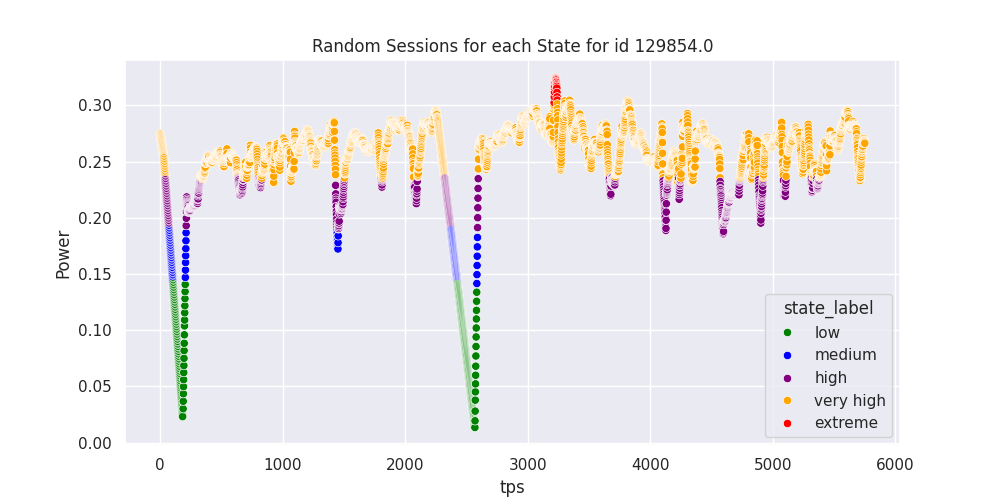 Random Sessions for each State for id 129854.0
Power
0.30
0.25
0.20
0.15
0.10
0.05
0.00
state_label
low
medium
high
very high
extreme
0 1000 2000 3000 4000 5000 6000
tps